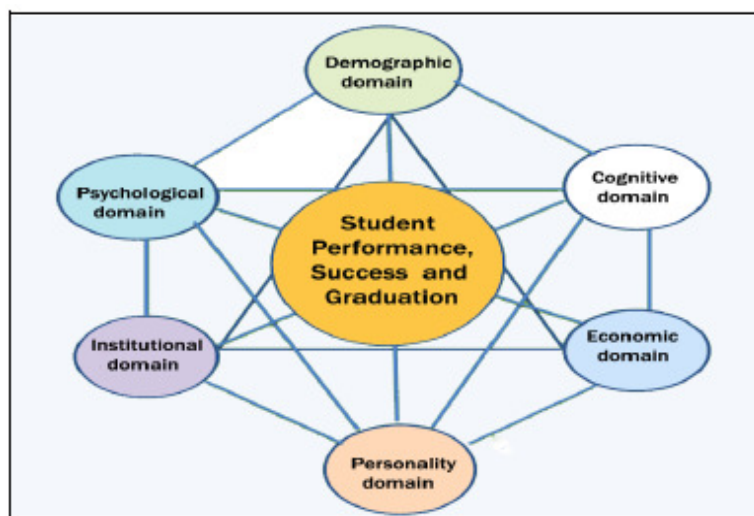 Demographic
domain
Psychological
domain
Cognitive
domain
Student
Performance,
Success and
Graduation
Institutional
domain
Economic
domain
Personality
domain